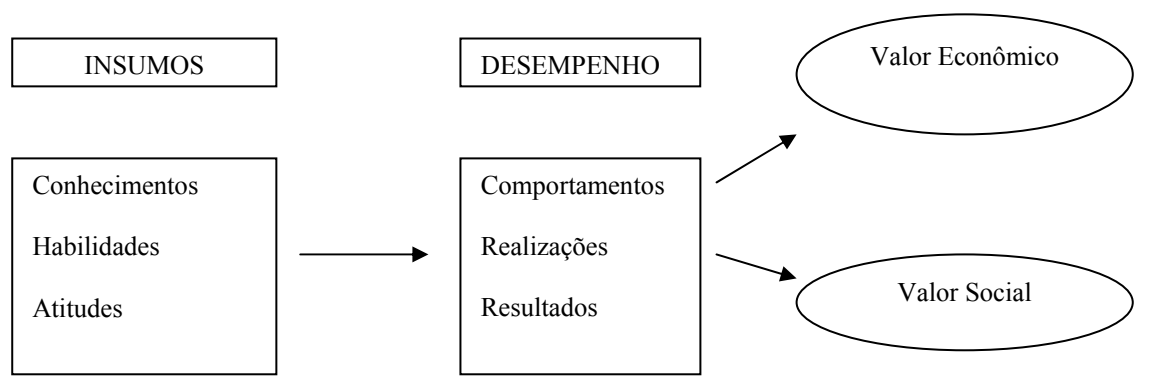 INSUMOS
Conhecimentos
Habilidades
Atitudes
DESEMPENHO
Comportamentos
Realizações
Resultados
Valor Econômico
Valor Social